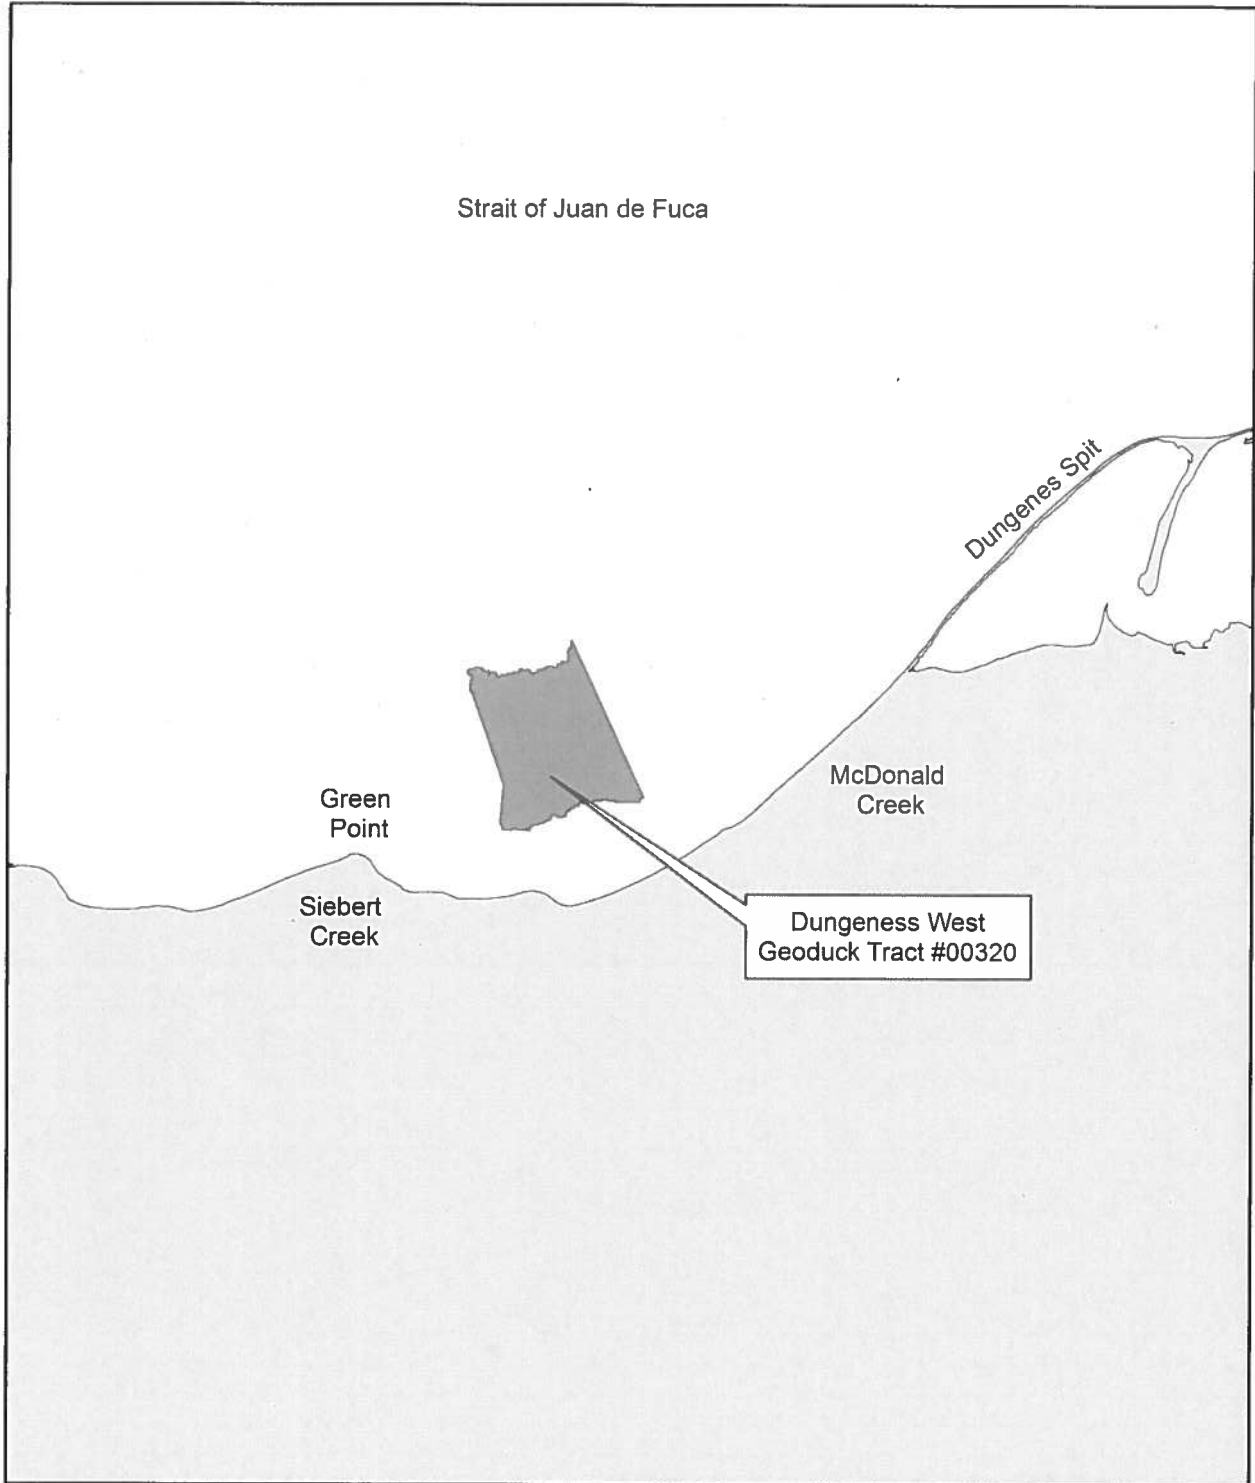 Strait of Juan de Fuca
Dungenes Spit
McDonald
Creek
Green
Point
Siebert
Creek
Dungeness West
Geoduck Tract #00320